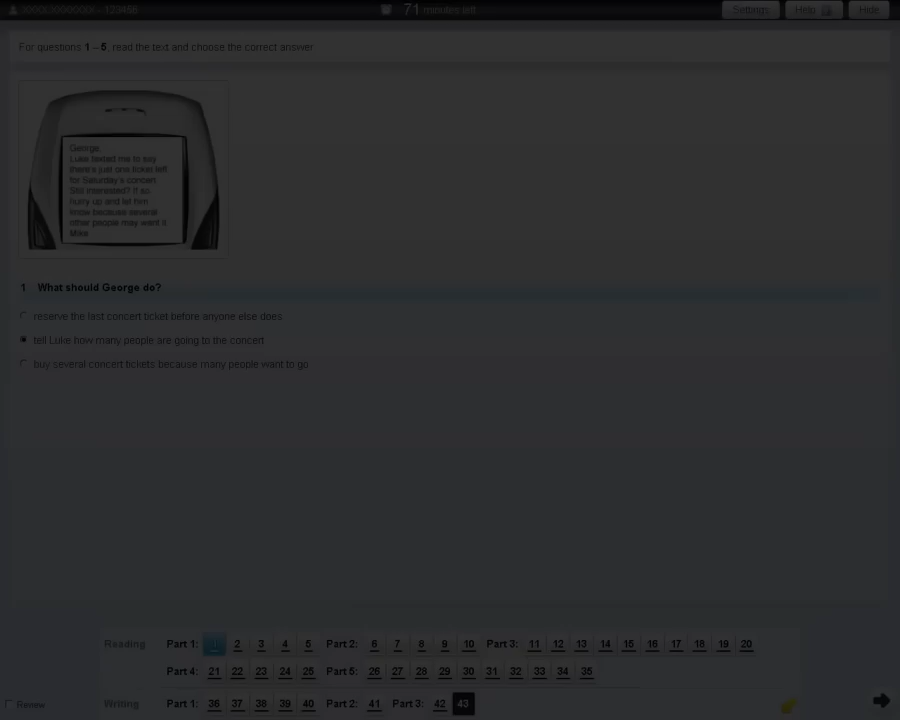 XXXXXXXXXXXX - 123456
71 minutes left
Settings
Help
Hide
For questions 1 – 5, read the text and choose the correct answer.
George,
Luke texted me to say
there's just one ticket left
for Saturday's concert.
Still interested? If so,
hurry up and let him
know because several
other people may want it.
Mike
1 What should George do?
reserve the last concert ticket before anyone else does
tell Luke how many people are going to the concert
buy several concert tickets because many people want to go
Reading Part 1: 1 2 3 4 5 Part 2: 6 7 8 9 10 Part 3: 11 12 13 14 15 16 17 18 19 20
Part 4: 21 22 23 24 25 Part 5: 26 27 28 29 30 31 32 33 34 35
Review
Writing Part 1: 36 37 38 39 40 Part 2: 41 Part 3: 42 43